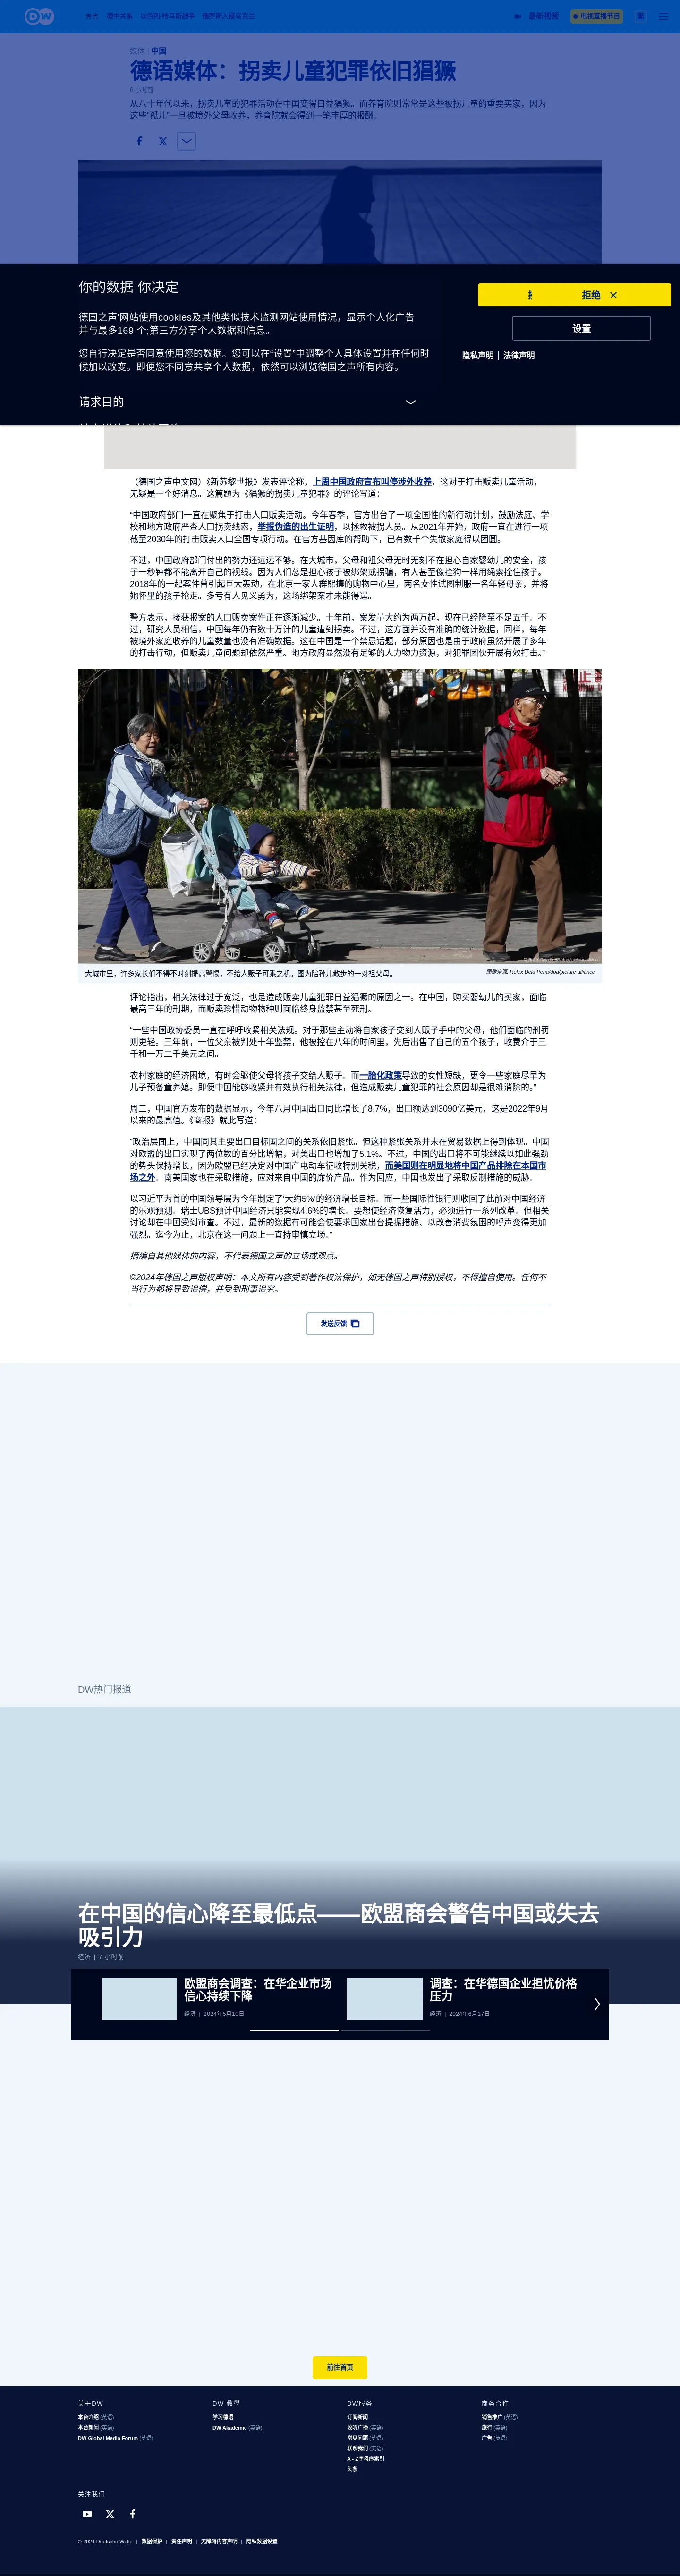 DW
焦点 德中关系 以色列-哈马斯战争 俄罗斯入侵乌克兰
最新视频 电视直播节目 繁
媒体 | 中国
德语媒体：拐卖儿童犯罪依旧猖獗
6 小时前
从八十年代以来，拐卖儿童的犯罪活动在中国变得日益猖獗。而养育院则常常是这些被拐儿童的重要买家，因为
这些“孤儿”一旦被境外父母收养，养育院就会得到一笔丰厚的报酬。
你的数据 你决定
拒绝
德国之声'网站使用cookies及其他类似技术监测网站使用情况，显示个人化广告
并与最多169 个;第三方分享个人数据和信息。
设置
您自行决定是否同意使用您的数据。您可以在“设置”中调整个人具体设置并在任何时
候加以改变。即使您不同意共享个人数据，依然可以浏览德国之声所有内容。
隐私声明 | 法律声明
请求目的
（德国之声中文网）《新苏黎世报》发表评论称，上周中国政府宣布叫停涉外收养，这对于打击贩卖儿童活动，
无疑是一个好消息。这篇题为《猖獗的拐卖儿童犯罪》的评论写道：
“中国政府部门一直在聚焦于打击人口贩卖活动。今年春季，官方出台了一项全国性的新行动计划，鼓励法庭、学
校和地方政府严查人口拐卖线索，举报伪造的出生证明，以拯救被拐人员。从2021年开始，政府一直在进行一项
截至2030年的打击贩卖人口全国专项行动。在官方基因库的帮助下，已有数千个失散家庭得以团圆。
不过，中国政府部门付出的努力还远远不够。在大城市，父母和祖父母无时无刻不在担心自家婴幼儿的安全，孩
子一秒钟都不能离开自己的视线。因为人们总是担心孩子被绑架或拐骗，有人甚至像拴狗一样用绳索拴住孩子。
2018年的一起案件曾引起巨大轰动，在北京一家人群熙攘的购物中心里，两名女性试图制服一名年轻母亲，并将
她怀里的孩子抢走。多亏有人见义勇为，这场绑架案才未能得逞。
警方表示，接获报案的人口贩卖案件正在逐渐减少。十年前，案发量大约为两万起，现在已经降至不足五千。不
过，研究人员相信，中国每年仍有数十万计的儿童遭到拐卖。不过，这方面并没有准确的统计数据，同样，每年
被境外家庭收养的儿童数量也没有准确数据。这在中国是一个禁忌话题，部分原因也是由于政府虽然开展了多年
的打击行动，但贩卖儿童问题却依然严重。地方政府显然没有足够的人力物力资源，对犯罪团伙开展有效打击。”
大城市里，许多家长们不得不时刻提高警惕，不给人贩子可乘之机。图为陪孙儿散步的一对祖父母。
图像来源: Rolex Dela Pena/dpa/picture alliance
评论指出，相关法律过于宽泛，也是造成贩卖儿童犯罪日益猖獗的原因之一。在中国，购买婴幼儿的买家，面临
最高三年的刑期，而贩卖珍惜动物物种则面临终身监禁甚至死刑。
“一些中国政协委员一直在呼吁收紧相关法规。对于那些主动将自家孩子交到人贩子手中的父母，他们面临的刑罚
则更轻。三年前，一位父亲被判处十年监禁，他被控在八年的时间里，先后出售了自己的五个孩子，收费介于三
千和一万二千美元之间。
农村家庭的经济困境，有时会驱使父母将孩子交给人贩子。而一胎化政策导致的女性短缺，更令一些家庭尽早为
儿子预备童养媳。即便中国能够收紧并有效执行相关法律，但造成贩卖儿童犯罪的社会原因却是很难消除的。”
周二，中国官方发布的数据显示，今年八月中国出口同比增长了8.7%，出口额达到3090亿美元，这是2022年9月
以来的最高值。《商报》就此写道：
“政治层面上，中国同其主要出口目标国之间的关系依旧紧张。但这种紧张关系并未在贸易数据上得到体现。中国
对欧盟的出口实现了两位数的百分比增幅，对美出口也增加了5.1%。不过，中国的出口将不可能继续以如此强劲
的势头保持增长，因为欧盟已经决定对中国产电动车征收特别关税，而美国则在明显地将中国产品排除在本国市
场之外。南美国家也在采取措施，应对来自中国的廉价产品。作为回应，中国也发出了采取反制措施的威胁。
以习近平为首的中国领导层为今年制定了‘大约5%’的经济增长目标。而一些国际性银行则收回了此前对中国经济
的乐观预测。瑞士UBS预计中国经济只能实现4.6%的增长。要想使经济恢复活力，必须进行一系列改革。但相关
讨论却在中国受到审查。不过，最新的数据有可能会使要求国家出台提振措施、以改善消费氛围的呼声变得更加
强烈。迄今为止，北京在这一问题上一直持审慎立场。”
摘编自其他媒体的内容，不代表德国之声的立场或观点。
©2024年德国之声版权声明：本文所有内容受到著作权法保护，如无德国之声特别授权，不得擅自使用。任何不
当行为都将导致追偿，并受到刑事追究。
发送反馈
DW热门报道
在中国的信心降至最低点——欧盟商会警告中国或失去
吸引力
经济 | 7 小时前
欧盟商会调查：在华企业市场
信心持续下降
经济 | 2024年5月10日
调查：在华德国企业担忧价格
压力
经济 | 2024年6月17日
前往首页
关于DW
本台介绍 (英语)
本台新闻 (英语)
DW Global Media Forum (英语)
DW 教學
学习德语
DW Akademie (英语)
DW服务
订阅新闻
收听广播 (英语)
常见问题 (英语)
联系我们 (英语)
A - Z字母序索引
头条
商务合作
销售推广 (英语)
旅行 (英语)
广告 (英语)
关注我们
© 2024 Deutsche Welle | 数据保护 | 责任声明 | 无障碍内容声明 | 隐私数据设置